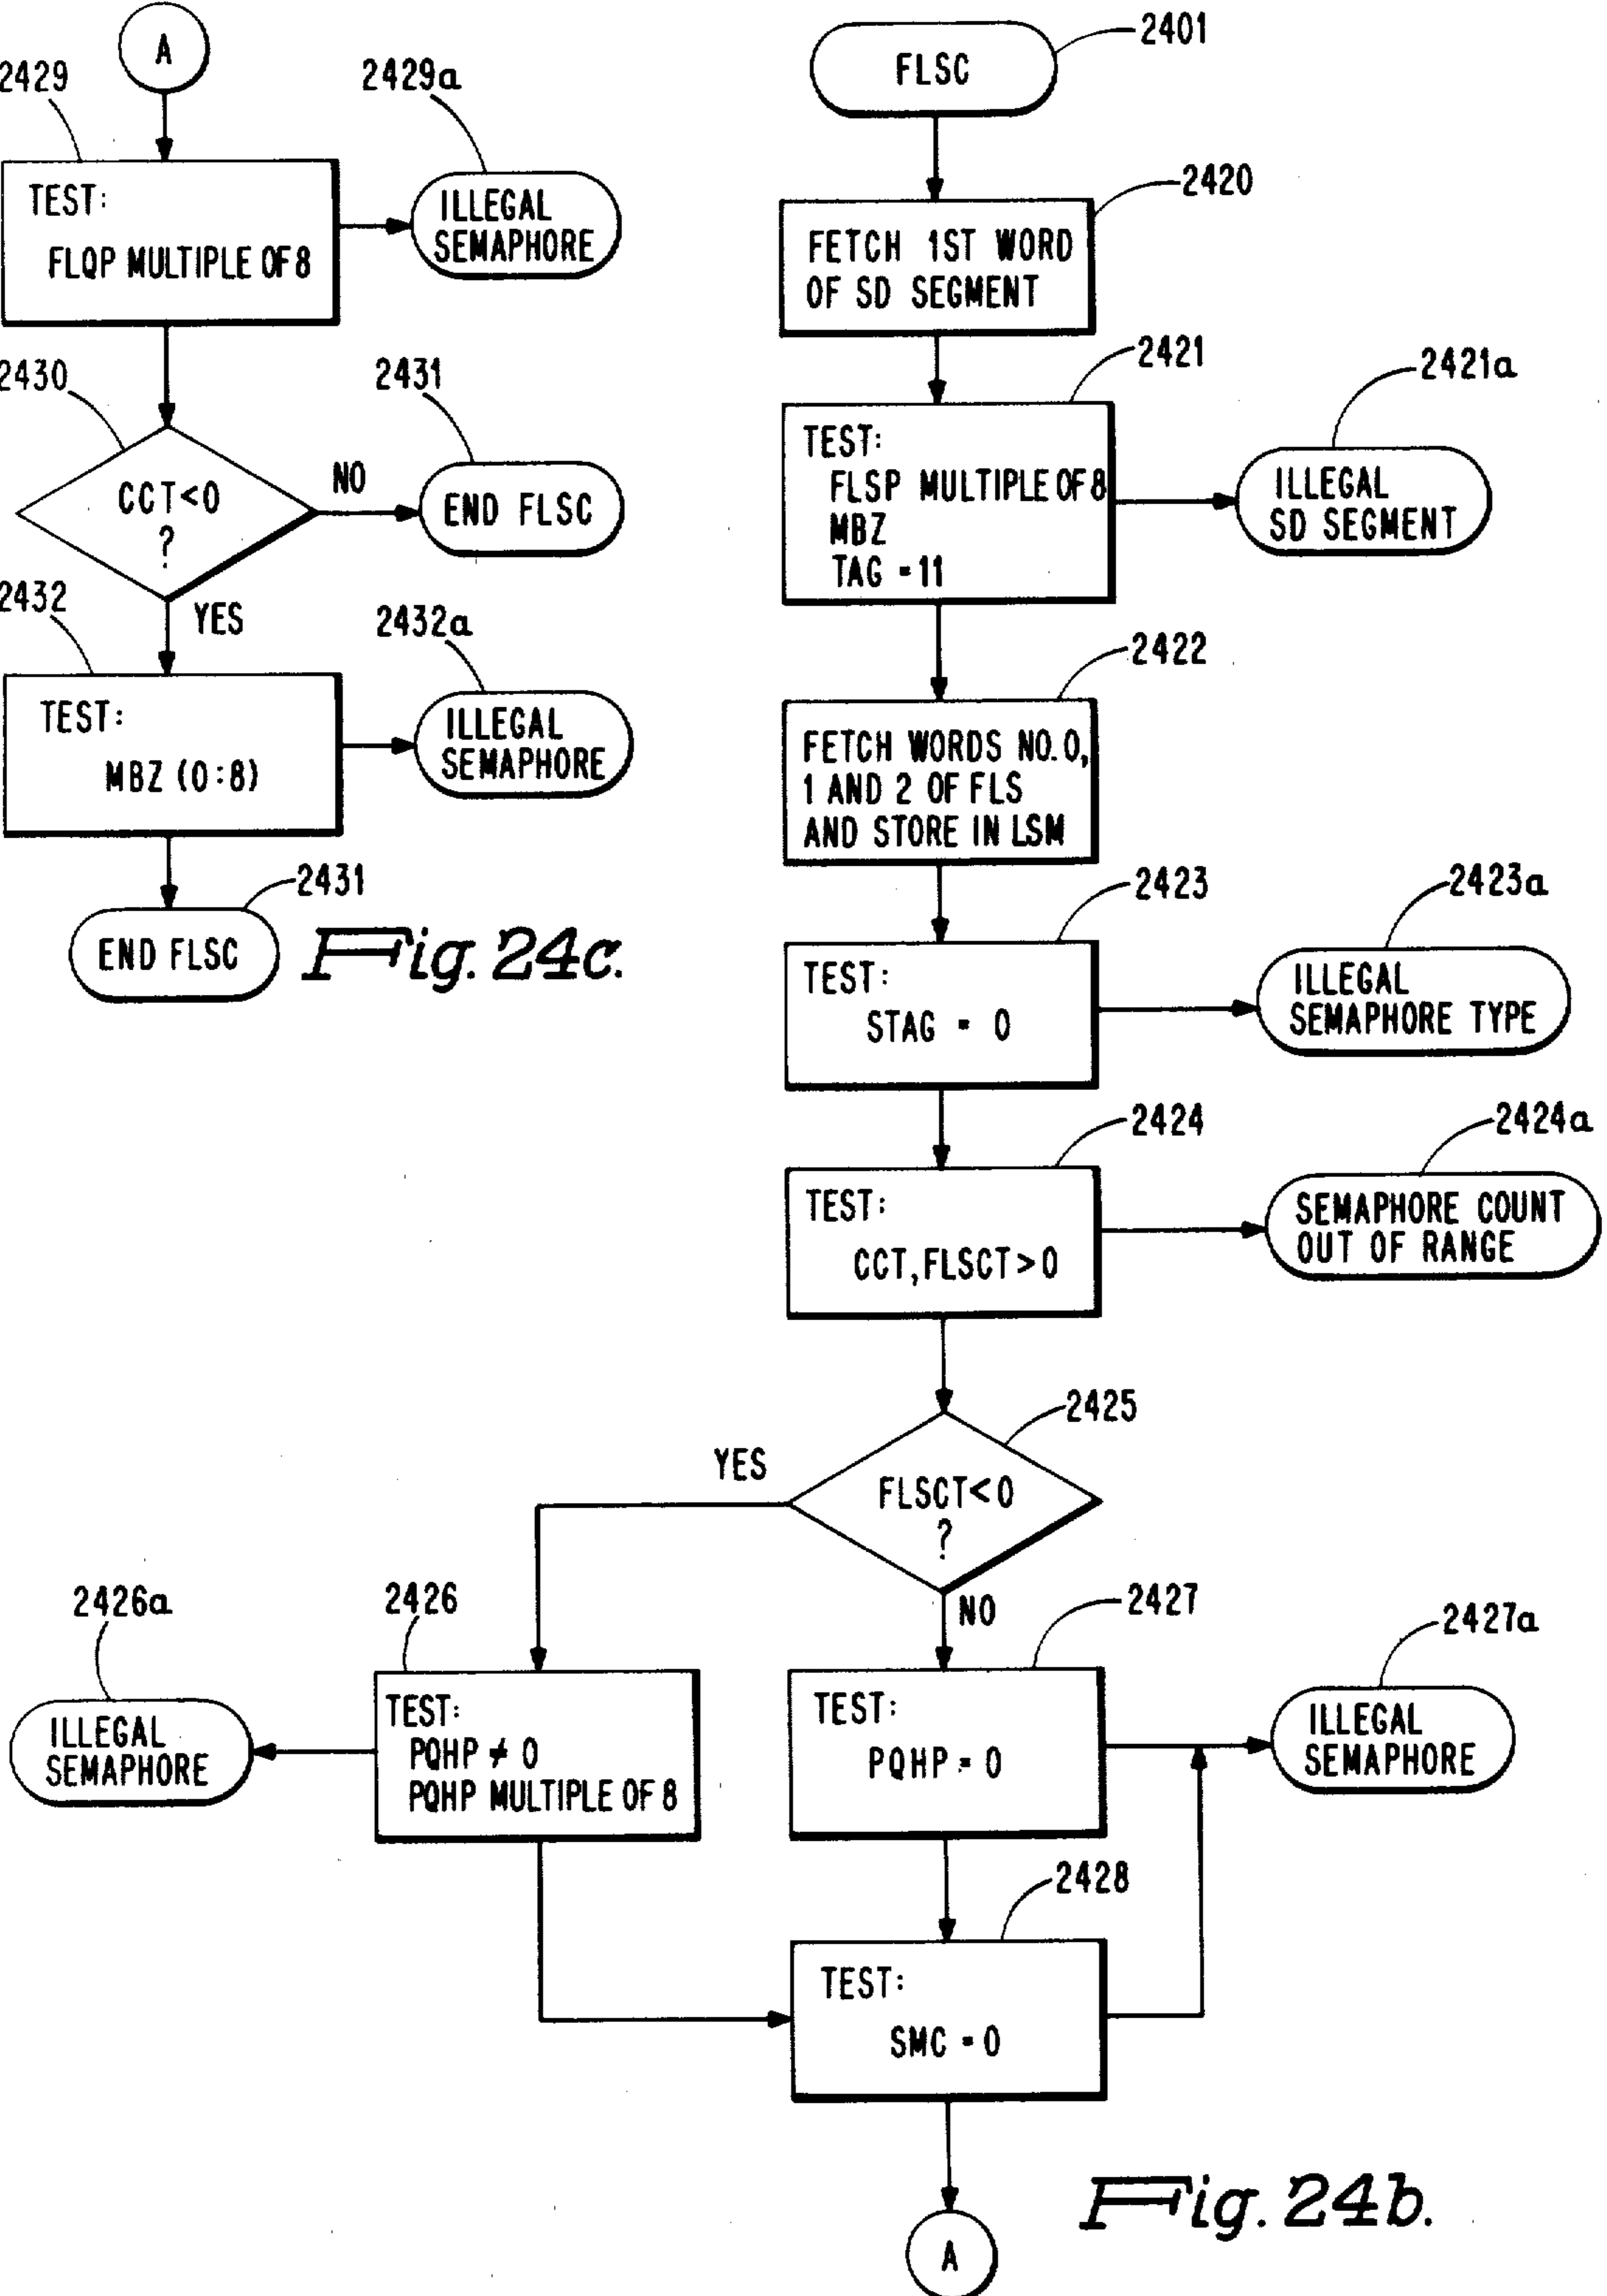 A
2429
2429a
TEST:
FLQP MULTIPLE OF 8
ILLEGAL
SEMAPHORE
2430
2431
CCT<0
?
NO
END FLSC
YES
2432
2432a
TEST:
MBZ (0:8)
ILLEGAL
SEMAPHORE
2431
END FLSC
Fig. 24c.
FLSC
2401
2420
FETCH 1ST WORD
OF SD SEGMENT
2421
2421a
TEST:
FLSP MULTIPLE OF 8
MBZ
TAG = 11
ILLEGAL
SD SEGMENT
2422
FETCH WORDS NO. 0,
1 AND 2 OF FLS
AND STORE IN LSM
2423
2423a
TEST:
STAG = 0
ILLEGAL
SEMAPHORE TYPE
2424
2424a
TEST:
CCT, FLSCT > 0
SEMAPHORE COUNT
OUT OF RANGE
2425
YES
FLSCT<0
?
NO
2426a
2426
2427
2427a
ILLEGAL
SEMAPHORE
TEST:
PQHP ≠ 0
PQHP MULTIPLE OF 8
TEST:
PQHP = 0
ILLEGAL
SEMAPHORE
2428
TEST:
SMC = 0
A
Fig. 24b.